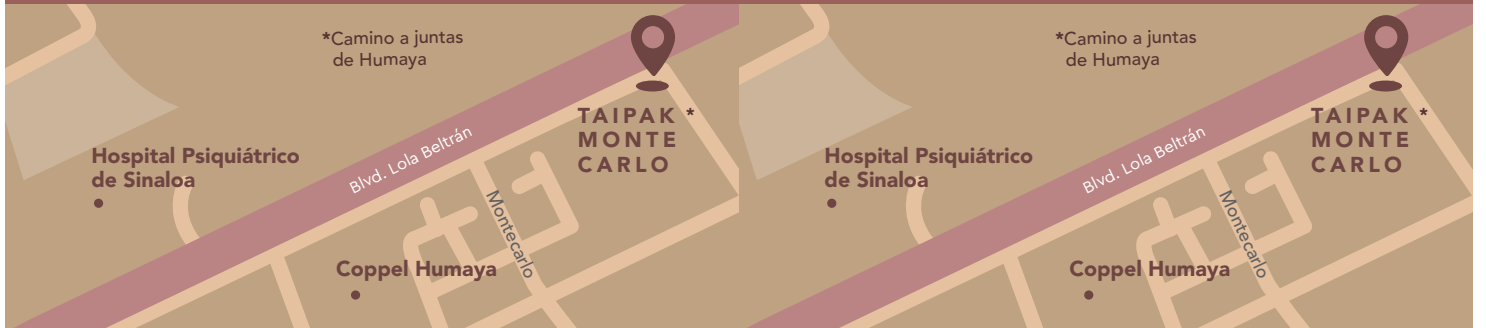 *Camino a juntas
de Humaya
TAIPAK *
MONTE
CARLO
Blvd. Lola Beltrán
Hospital Psiquiátrico
de Sinaloa
Montecarlo
Coppel Humaya
*Camino a juntas
de Humaya
TAIPAK *
MONTE
CARLO
Blvd. Lola Beltrán
Hospital Psiquiátrico
de Sinaloa
Montecarlo
Coppel Humaya